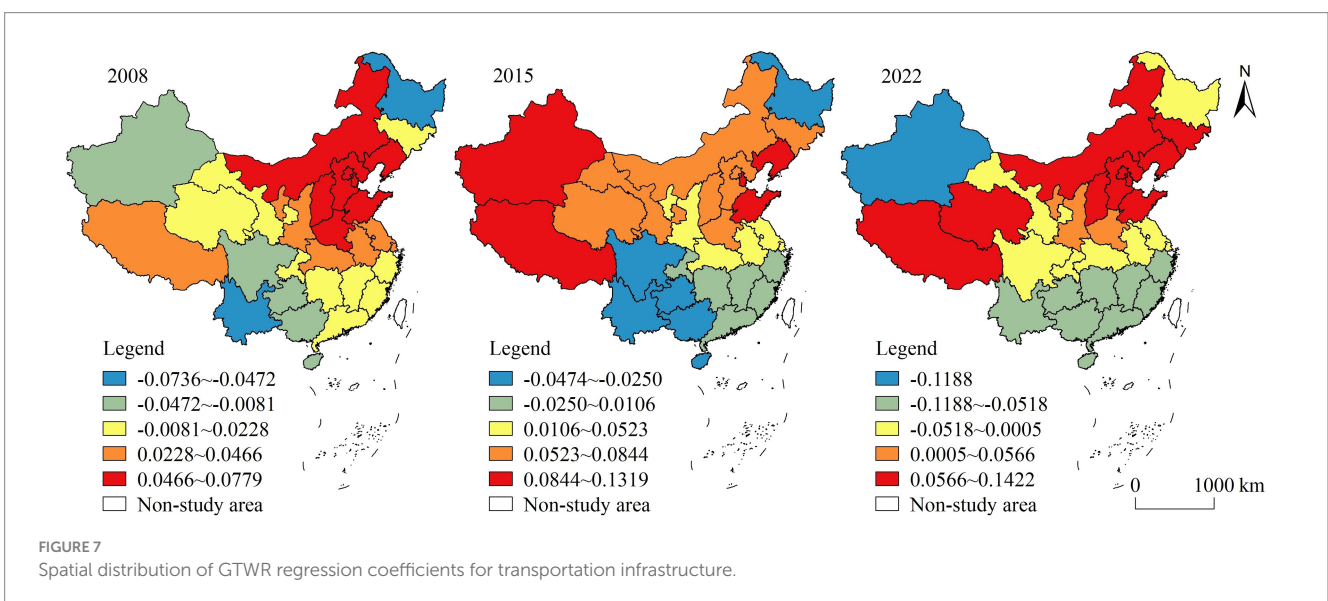 2008
2015
2022
N
Legend
-0.0736~-0.0472
-0.0472~-0.0081
-0.0081~0.0228
0.0228~0.0466
0.0466~0.0779
Non-study area
Legend
-0.0474~-0.0250
-0.0250~0.0106
0.0106~0.0523
0.0523~0.0844
0.0844~0.1319
Non-study area
Legend
-0.1188
-0.1188~-0.0518
-0.0518~0.0005
0.0005~0.0566
0.0566~0.1422
Non-study area
0 1000 km
FIGURE 7
Spatial distribution of GTWR regression coefficients for transportation infrastructure.